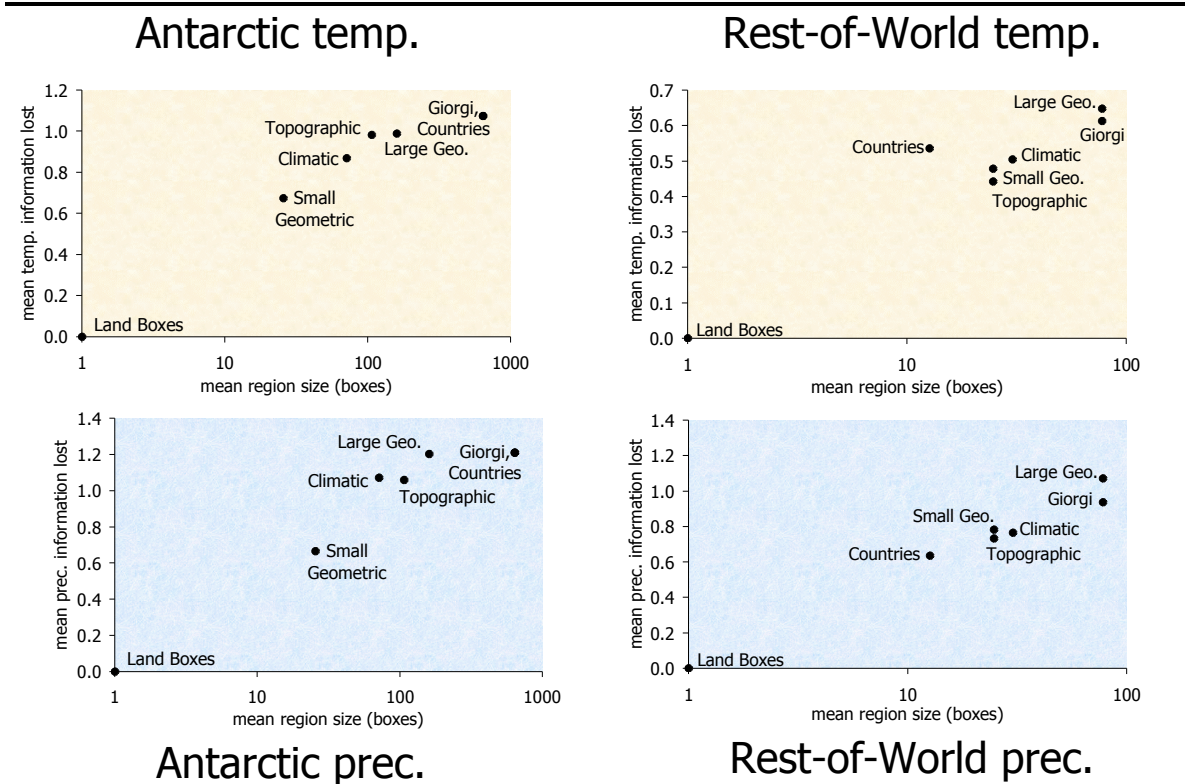 Antarctic temp.
Rest-of-World temp.
mean temp. information lost
1.2
1.0
0.8
0.6
0.4
0.2
0.0
Giorgi,
Countries
Topographic
Large Geo.
Climatic
Small
Geometric
Land Boxes
1
10
100
1000
mean region size (boxes)
mean temp. information lost
0.7
0.6
0.5
0.4
0.3
0.2
0.1
0.0
Large Geo.
Giorgi
Countries
Climatic
Small Geo.
Topographic
Land Boxes
1
10
100
mean region size (boxes)
mean prec. information lost
1.4
1.2
1.0
0.8
0.6
0.4
0.2
0.0
Large Geo.
Giorgi,
Countries
Climatic
Topographic
Small
Geometric
Land Boxes
1
10
100
1000
mean region size (boxes)
mean prec. information lost
1.4
1.2
1.0
0.8
0.6
0.4
0.2
0.0
Large Geo.
Giorgi
Small Geo.
Climatic
Countries
Topographic
Land Boxes
1
10
100
mean region size (boxes)
Antarctic prec.
Rest-of-World prec.